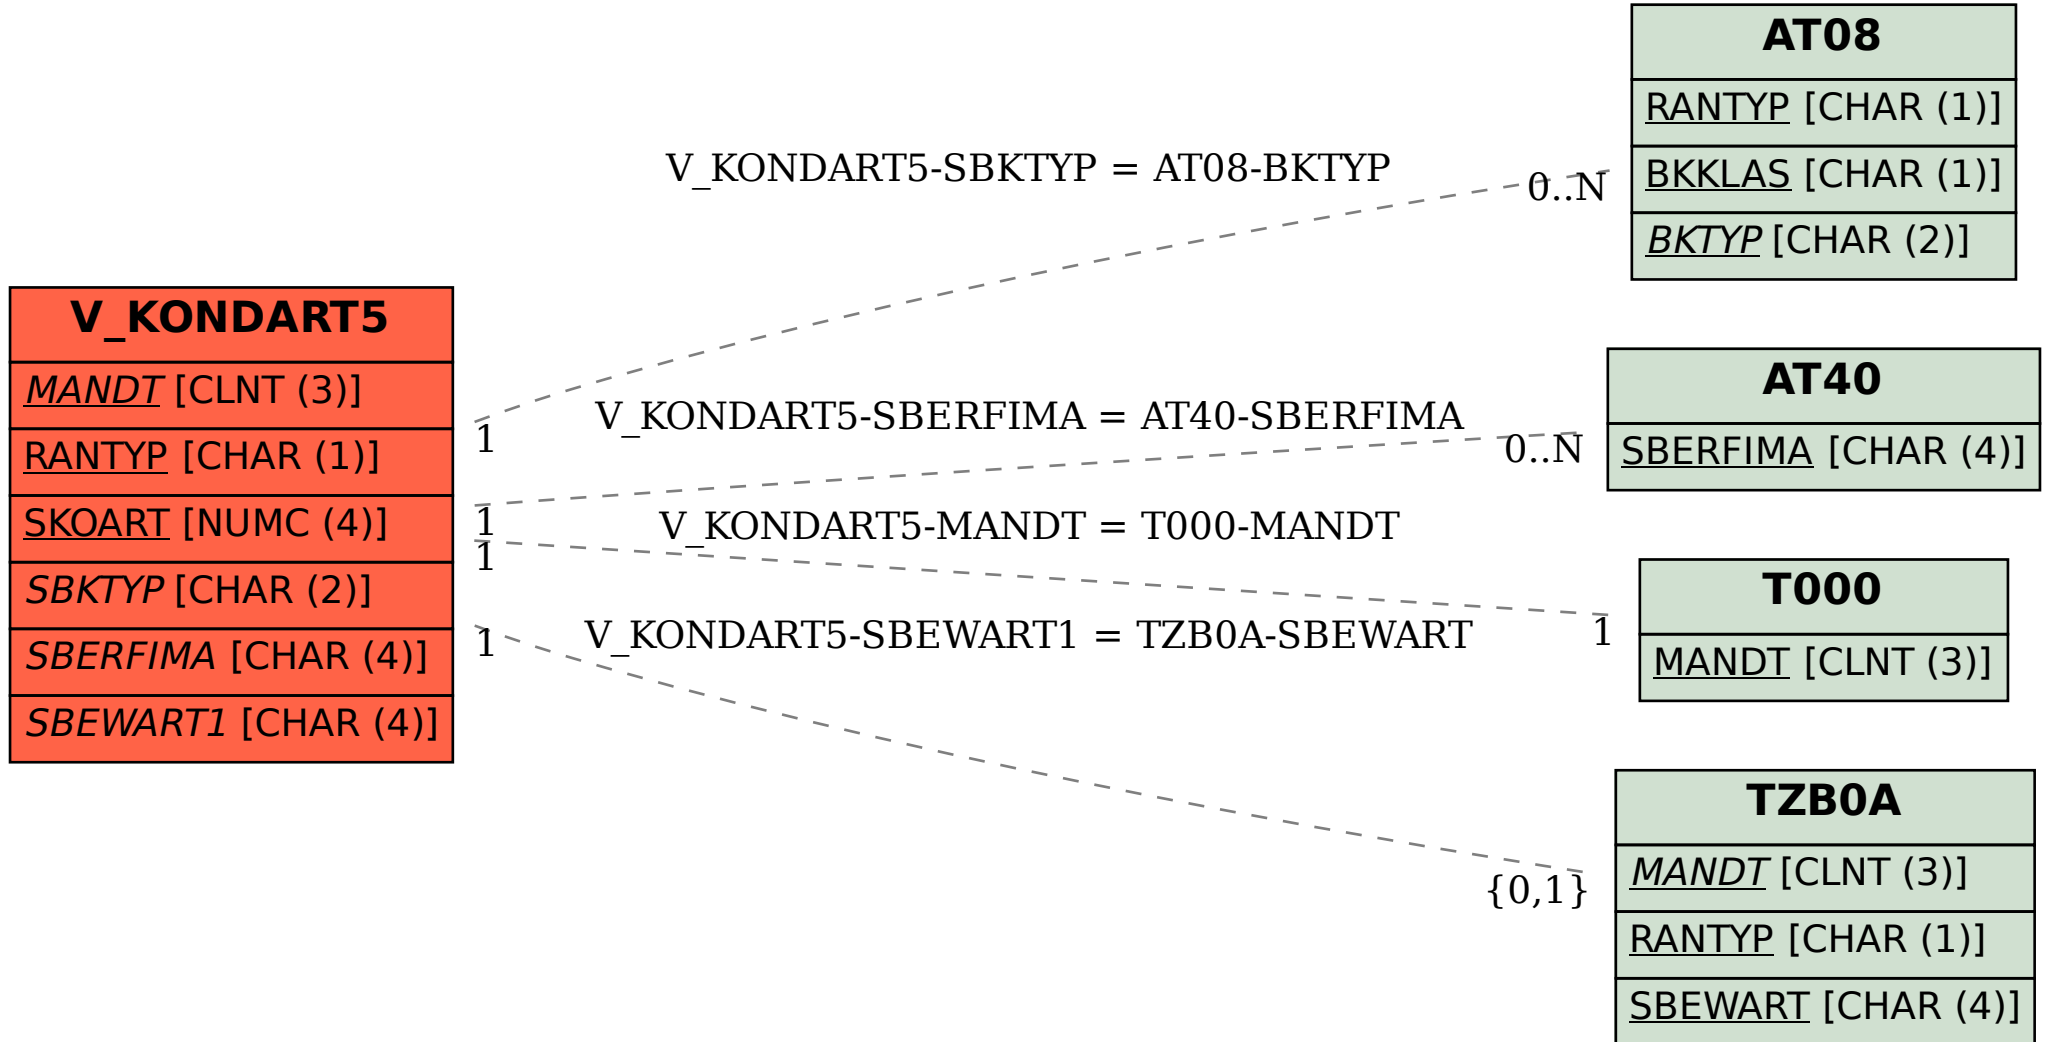 V_KONDART5
MANDT [CLNT (3)]
RANTYP [CHAR (1)]
SKOART [NUMC (4)]
SBKTYP [CHAR (2)]
SBERFIMA [CHAR (4)]
SBEWART1 [CHAR (4)]
V_KONDART5-SBKTYP = AT08-BKTYP
1
0..N
V_KONDART5-SBERFIMA = AT40-SBERFIMA
1
0..N
V_KONDART5-MANDT = T000-MANDT
1
1
V_KONDART5-SBEWART1 = TZB0A-SBEWART
1
{0,1}
AT08
RANTYP [CHAR (1)]
BKKLAS [CHAR (1)]
BKTYP [CHAR (2)]
AT40
SBERFIMA [CHAR (4)]
T000
MANDT [CLNT (3)]
TZB0A
MANDT [CLNT (3)]
RANTYP [CHAR (1)]
SBEWART [CHAR (4)]